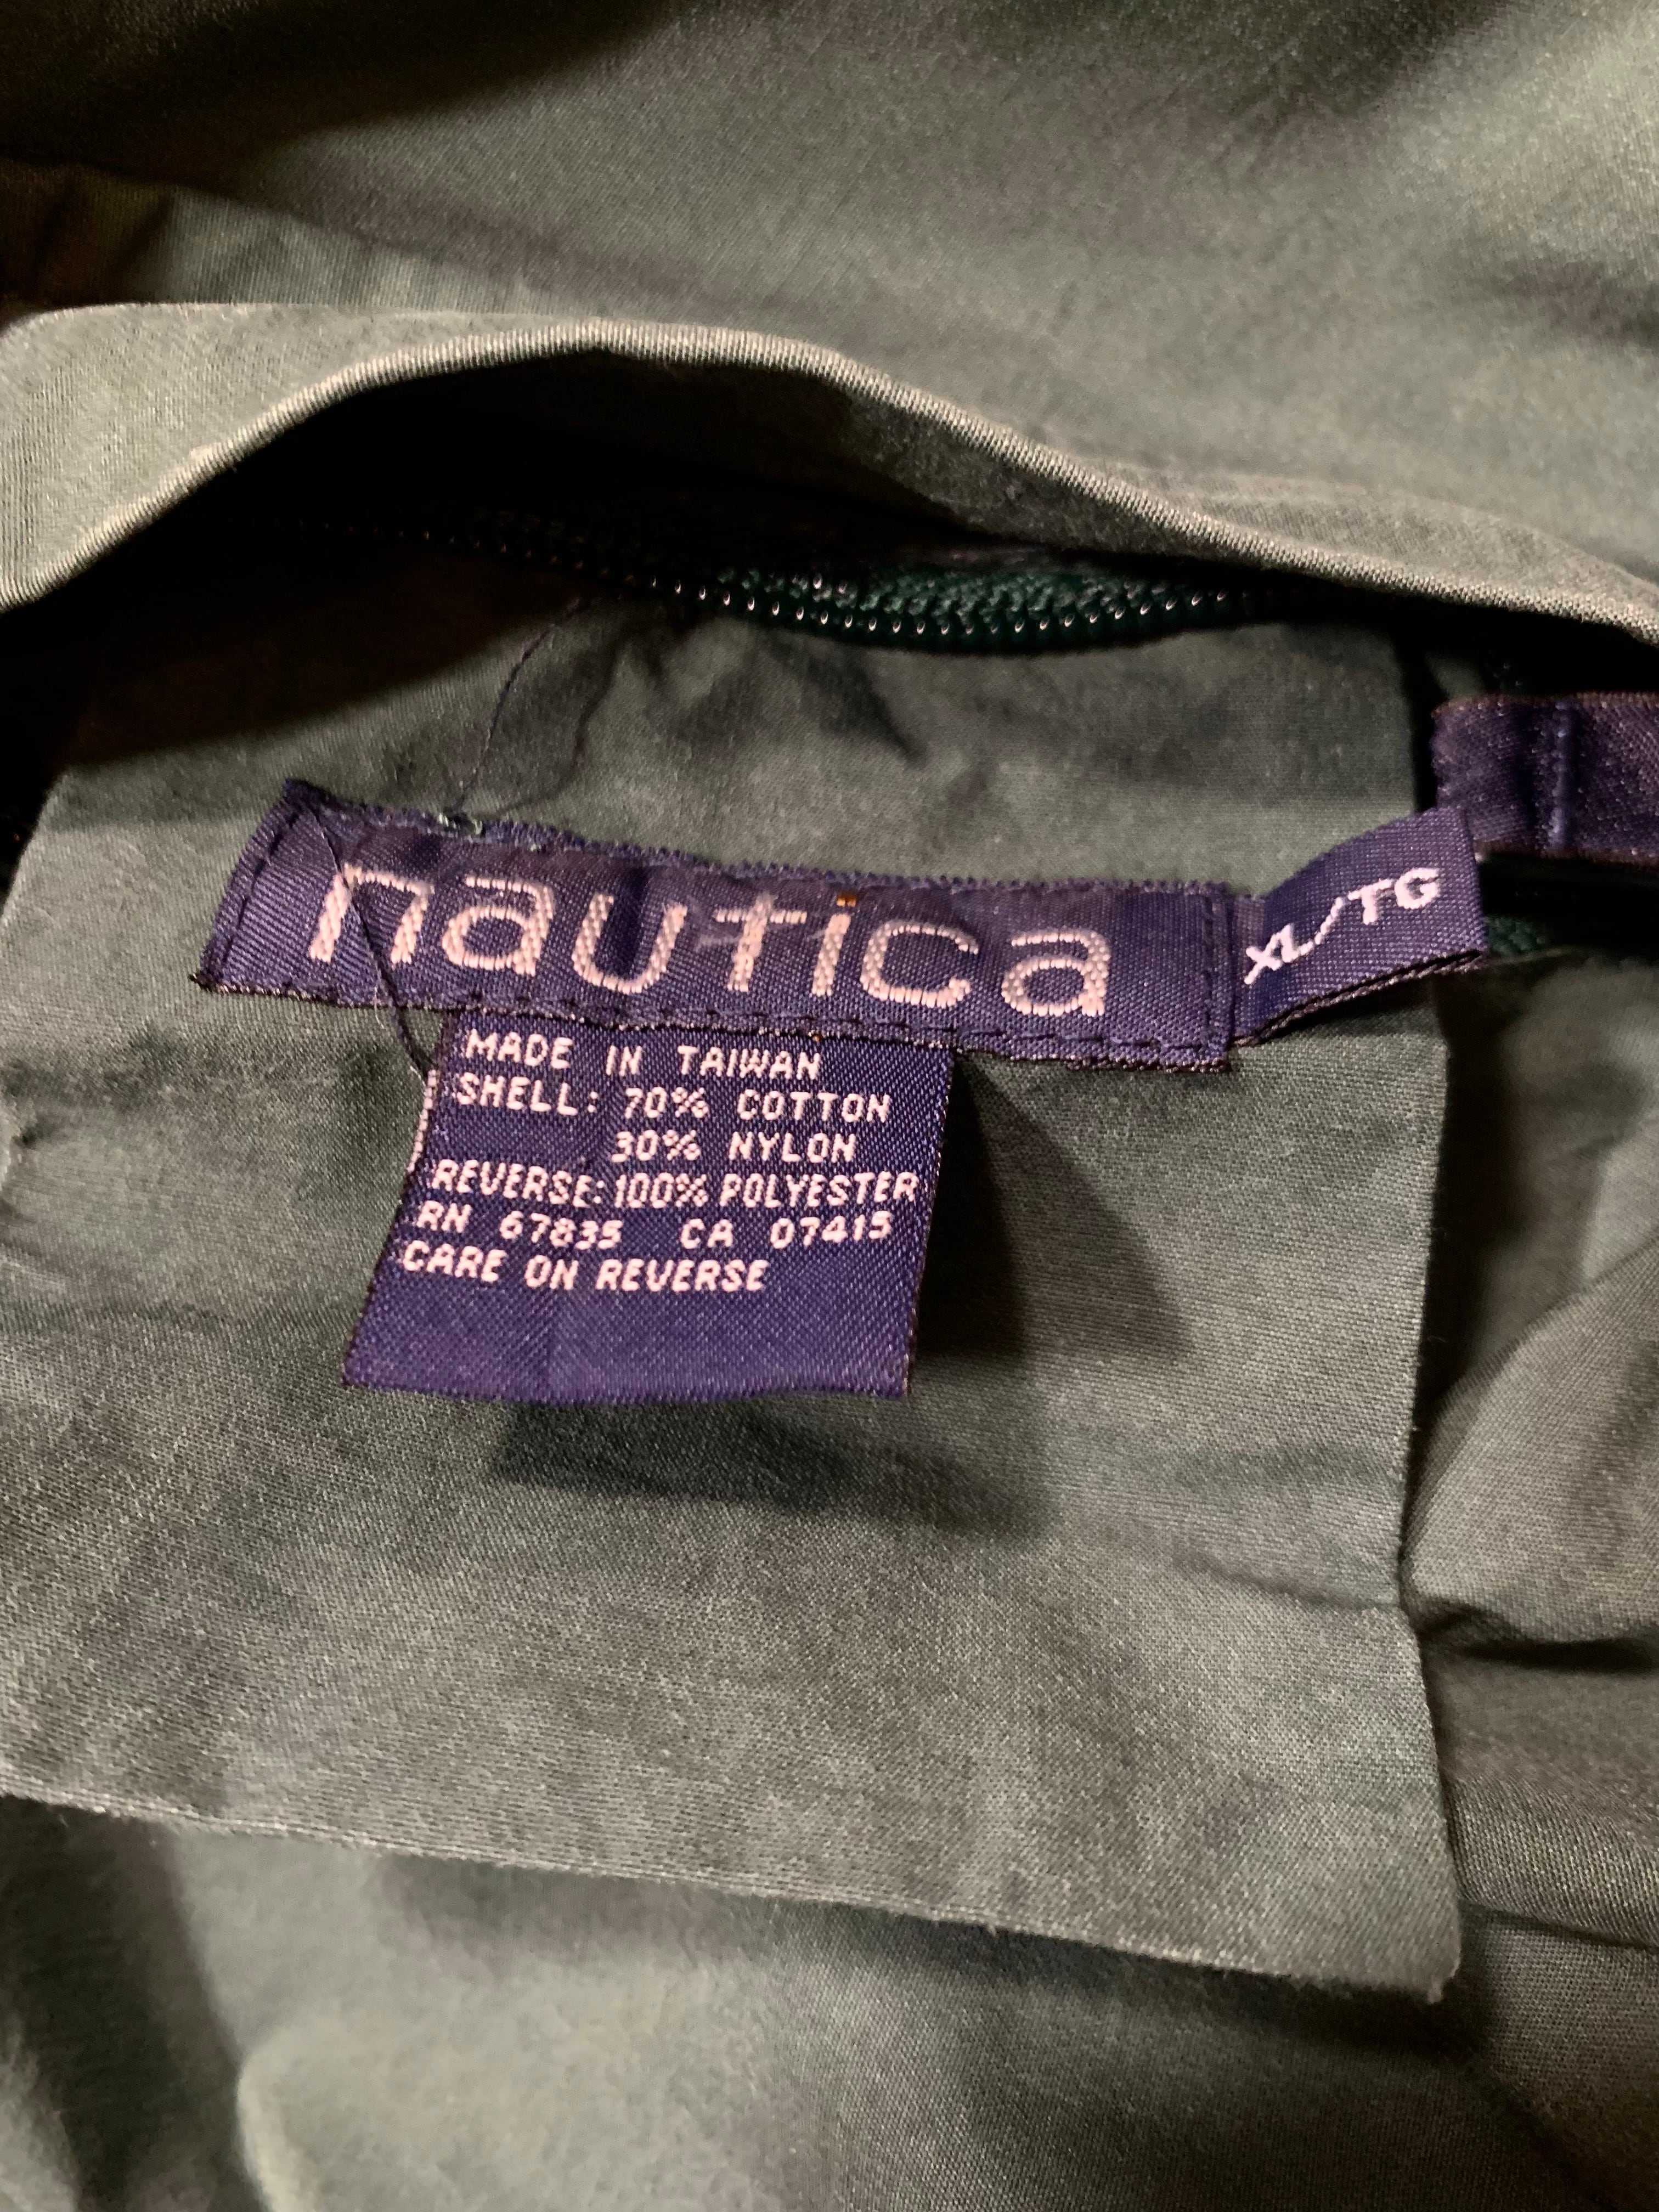 nautica
XL/TG
MADE IN TAIWAN
SHELL: 70% COTTON
30% NYLON
REVERSE: 100% POLYESTER
RN 67835 CA 07415
CARE ON REVERSE